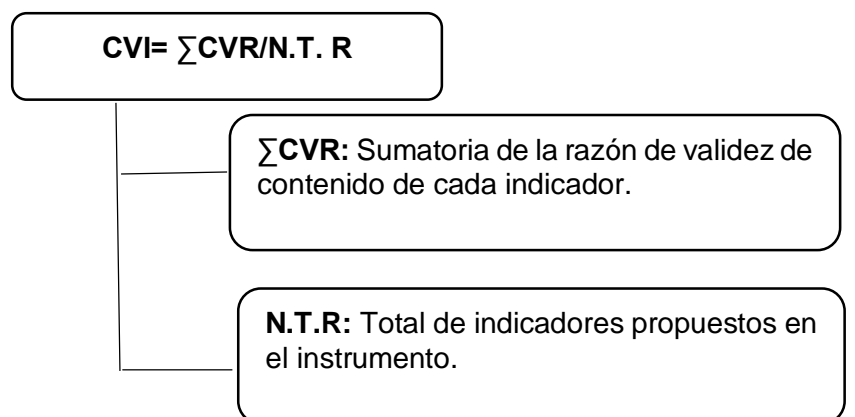 CVI= ∑CVR/N.T. R
∑CVR: Sumatoria de la razón de validez de
contenido de cada indicador.
N.T.R: Total de indicadores propuestos en
el instrumento.